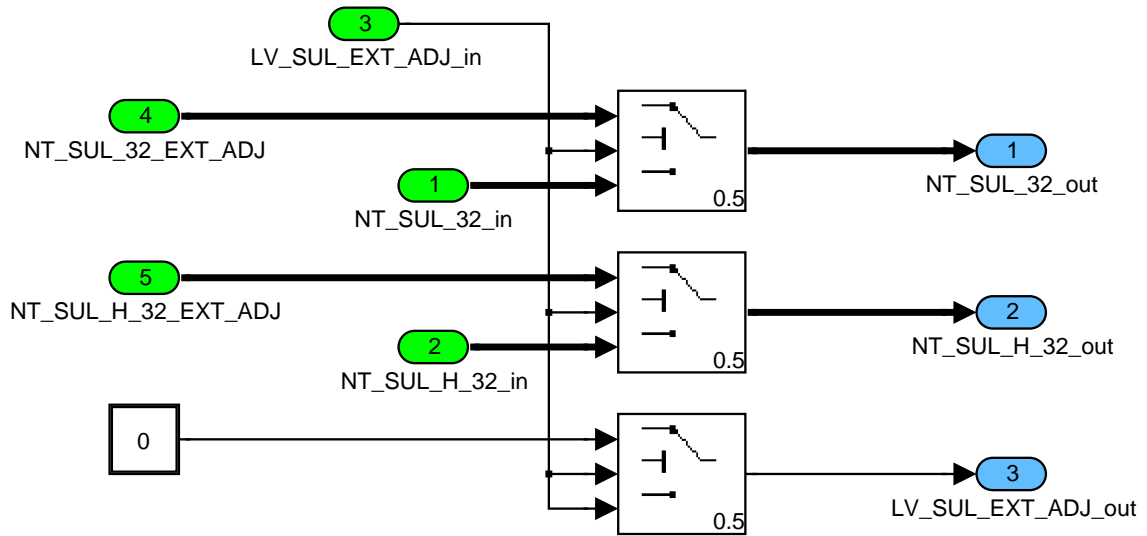 3
LV_SUL_EXT_ADJ_in
4
NT_SUL_32_EXT_ADJ
1
NT_SUL_32_in
0.5
1
NT_SUL_32_out
5
NT_SUL_H_32_EXT_ADJ
2
NT_SUL_H_32_in
0.5
2
NT_SUL_H_32_out
0
0.5
3
LV_SUL_EXT_ADJ_out